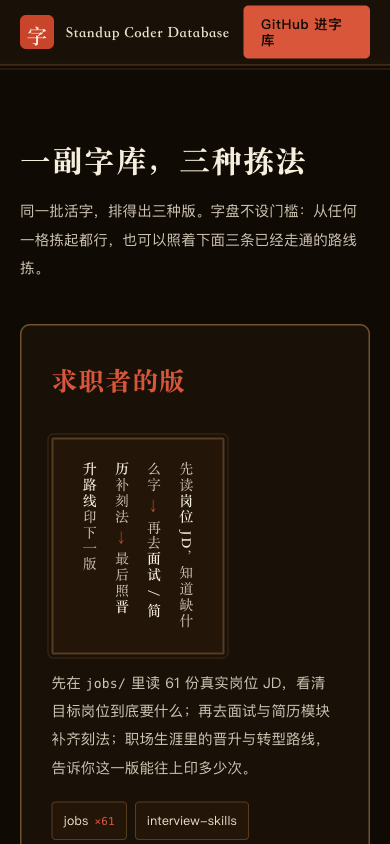 字
Standup Coder Database
GitHub 进字
库
一副字库，三种拣法
同一批活字，排得出三种版。字盘不设门槛：从任何
一格拣起都行，也可以照着下面三条已经走通的路线
拣。
求职者的版
先读岗位 JD，知道缺什
么字 → 再去面试 / 简
历补刻法 → 最后照晋
升路线印下一版
先在 jobs/ 里读 61 份真实岗位 JD，看清
目标岗位到底要什么；再去面试与简历模块
补齐刻法；职场生涯里的晋升与转型路线，
告诉你这一版能往上印多少次。
jobs ×61
interview-skills